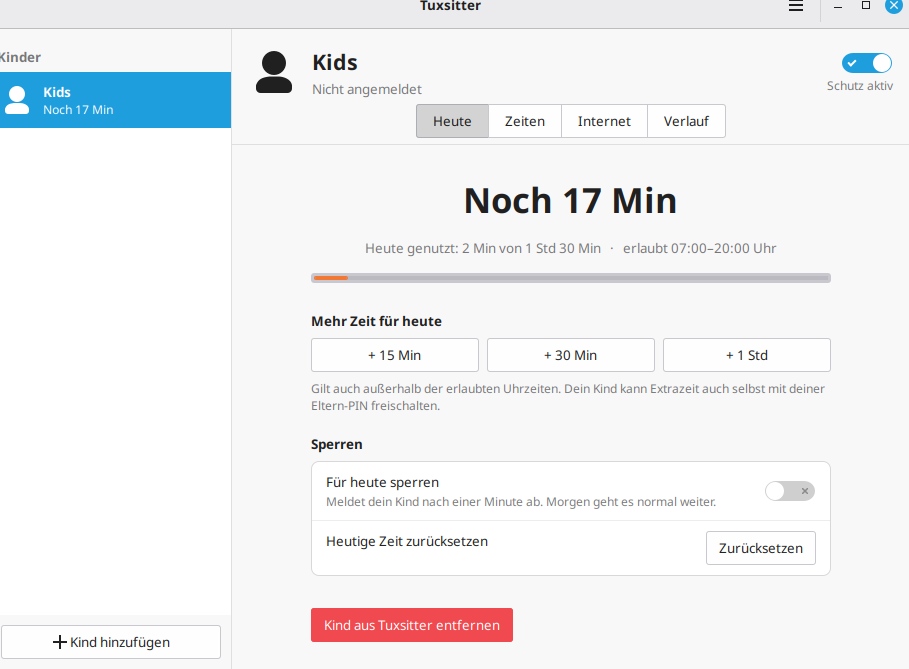 Tuxsitter
Kinder
Kids
Noch 17 Min
Kids
Nicht angemeldet
Schutz aktiv
Heute
Zeiten
Internet
Verlauf
Noch 17 Min
Heute genutzt: 2 Min von 1 Std 30 Min · erlaubt 07:00–20:00 Uhr
Mehr Zeit für heute
+ 15 Min
+ 30 Min
+ 1 Std
Gilt auch außerhalb der erlaubten Uhrzeiten. Dein Kind kann Extrazeit auch selbst mit deiner
Eltern-PIN freischalten.
Sperren
Für heute sperren
Meldet dein Kind nach einer Minute ab. Morgen geht es normal weiter.
Heutige Zeit zurücksetzen
Zurücksetzen
Kind aus Tuxsitter entfernen
Kind hinzufügen